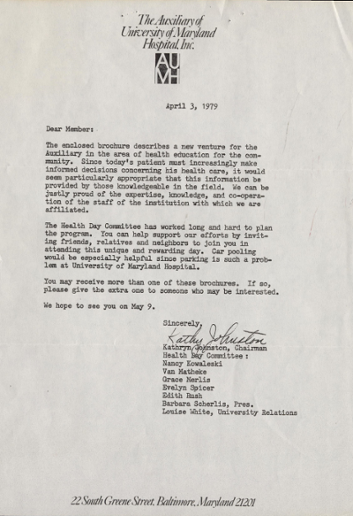 The Auxiliary of
University of Maryland
Hospital, Inc.
AU
MH
April 3, 1979
Dear Member:
The enclosed brochure describes a new venture for the
Auxiliary in the area of health education for the com-
munity. Since today's patient must increasingly make
informed decisions concerning his health care, it would
seem particularly appropriate that this information be
provided by those knowledgeable in the field. We can be
justly proud of the expertise, knowledge, and co-opera-
tion of the staff of the institution with which we are
affiliated.
The Health Day Committee has worked long and hard to plan
the program. You can help support our efforts by invit-
ing friends, relatives and neighbors to join you in
attending this unique and rewarding day. Car pooling
would be especially helpful since parking is such a prob-
lem at University of Maryland Hospital.
You may receive more than one of these brochures. If so,
please give the extra one to someone who may be interested.
We hope to see you on May 9.
Sincerely,
Kathy Johnston
Kathryn Johnston, Chairman
Health Day Committee:
Nancy Kowaleski
Van Matheke
Grace Merlis
Evelyn Spicer
Edith Bush
Barbara Scherlis, Pres.
Louise White, University Relations
22 South Greene Street, Baltimore, Maryland 21201